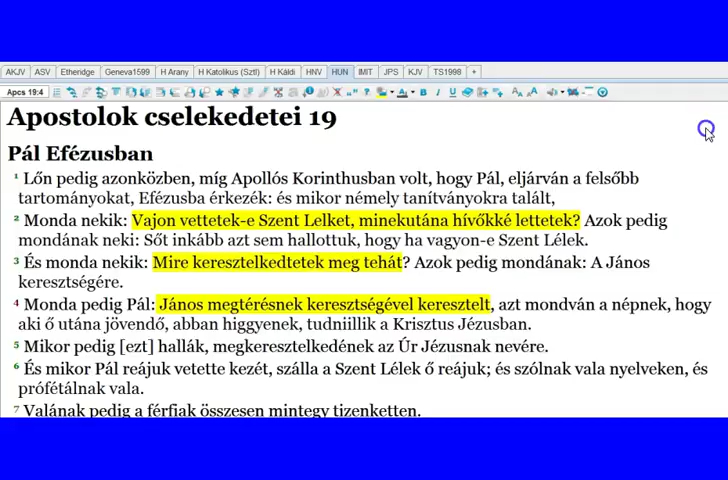 AKJV ASV Etheridge Geneva1599 H Arany H Katolikus (Sztl) H Káldi HNV HUN IMIT JPS KJV TS1998 +
Apcs 19:4
Apostolok cselekedetei 19
Pál Efézusban
1 Lőn pedig azonközben, míg Apollós Korinthusban volt, hogy Pál, eljárván a felsőbb
tartományokat, Efézusba érkezék: és mikor némely tanítványokra talált,
2 Monda nekik: Vajon vettetek-e Szent Lelket, minekutána hívőkké lettetek? Azok pedig
mondának neki: Sőt inkább azt sem hallottuk, hogy ha vagyon-e Szent Lélek.
3 És monda nekik: Mire keresztelkedtetek meg tehát? Azok pedig mondának: A János
keresztségére.
4 Monda pedig Pál: János megtérésnek keresztségével keresztelt, azt mondván a népnek, hogy
aki ő utána jövendő, abban higgyenek, tudniillik a Krisztus Jézusban.
5 Mikor pedig [ezt] hallák, megkeresztelkedének az Úr Jézusnak nevére.
6 És mikor Pál reájuk vetette kezét, szálla a Szent Lélek ő reájuk; és szólnak vala nyelveken, és
prófétálnak vala.
7 Valának pedig a férfiak összesen mintegy tizenketten.